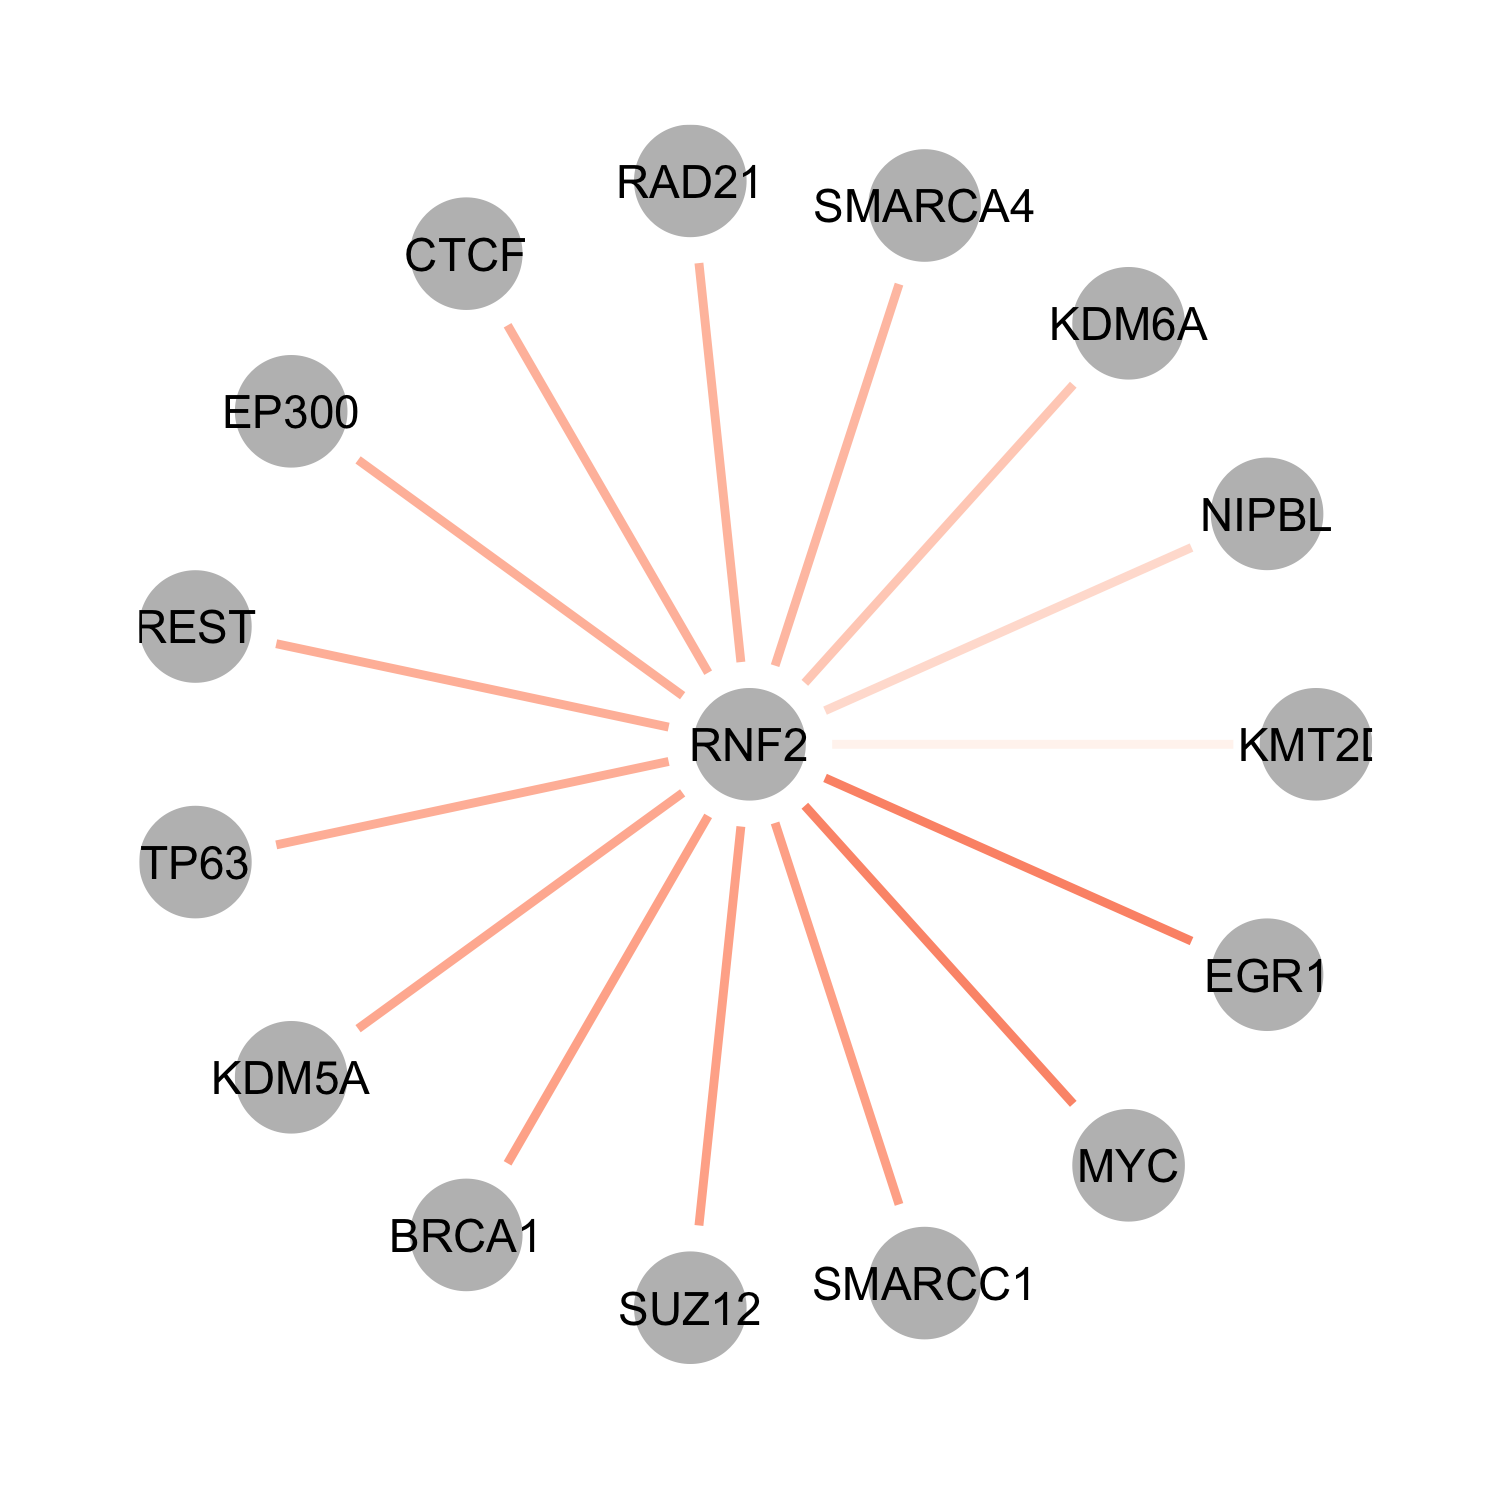 RAD21
SMARCA4
CTCF
KDM6A
EP300
NIPBL
REST
RNF2
KMT2D
TP63
EGR1
KDM5A
MYC
BRCA1
SMARCC1
SUZ12